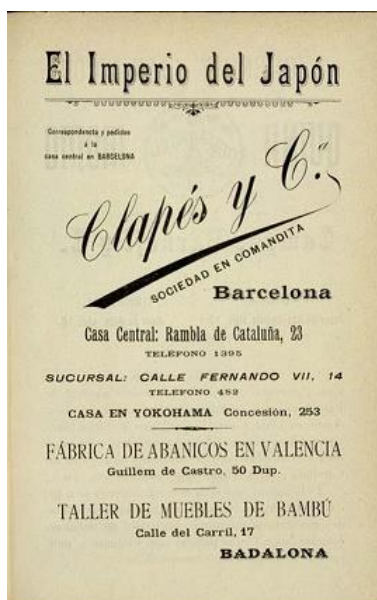 El Imperio del Japón
Correspondencia y pedidos
á la
casa central en BARCELONA
Clapés y C.ª
SOCIEDAD EN COMANDITA
Barcelona
Casa Central: Rambla de Cataluña, 23
TELÉFONO 1395
SUCURSAL: CALLE FERNANDO VII, 14
TELEFONO 482
CASA EN YOKOHAMA Concesión, 253
FÁBRICA DE ABANICOS EN VALENCIA
Guillem de Castro, 50 Dup.
TALLER DE MUEBLES DE BAMBÚ
Calle del Carril, 17
BADALONA